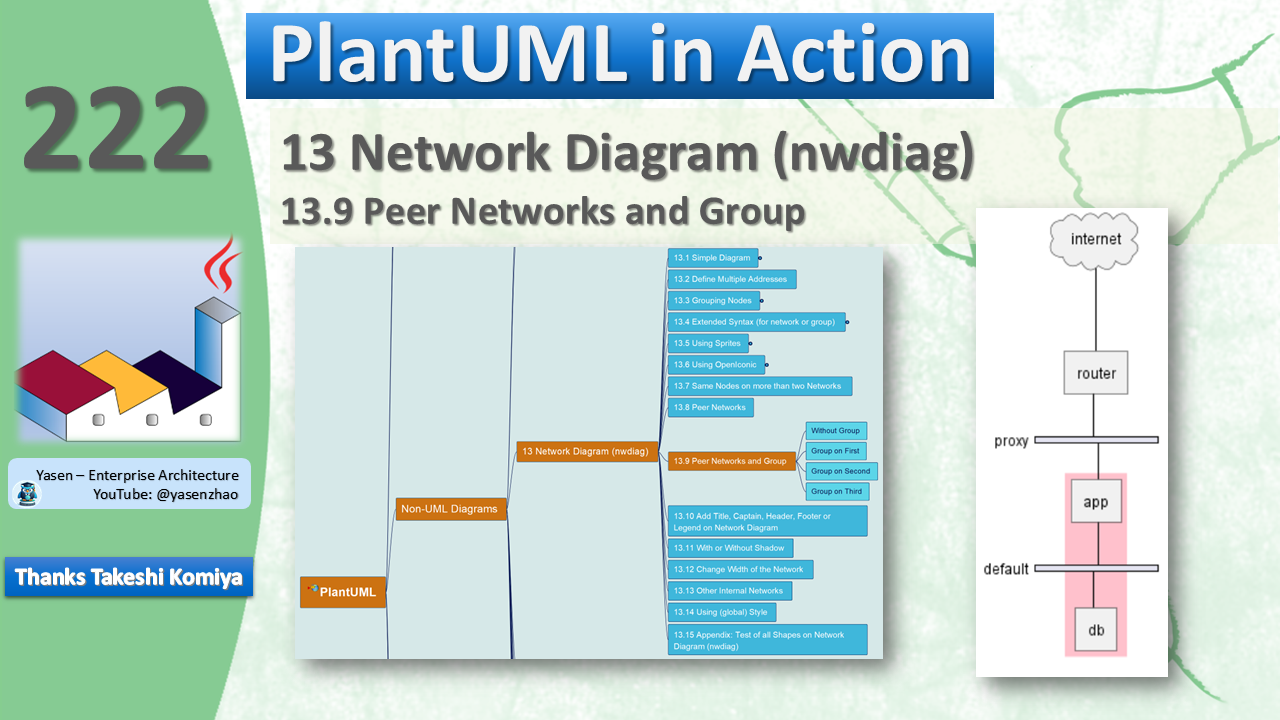 PlantUML in Action
222
13 Network Diagram (nwdiag)
13.9 Peer Networks and Group
Yasen – Enterprise Architecture
YouTube: @yasenzhao
Thanks Takeshi Komiya
PlantUML
Non-UML Diagrams
13 Network Diagram (nwdiag)
13.1 Simple Diagram
13.2 Define Multiple Addresses
13.3 Grouping Nodes
13.4 Extended Syntax (for network or group)
13.5 Using Sprites
13.6 Using OpenIconic
13.7 Same Nodes on more than two Networks
13.8 Peer Networks
13.9 Peer Networks and Group
Without Group
Group on First
Group on Second
Group on Third
13.10 Add Title, Captain, Header, Footer or
Legend on Network Diagram
13.11 With or Without Shadow
13.12 Change Width of the Network
13.13 Other Internal Networks
13.14 Using (global) Style
13.15 Appendix: Test of all Shapes on Network
Diagram (nwdiag)
internet
router
proxy
app
default
db